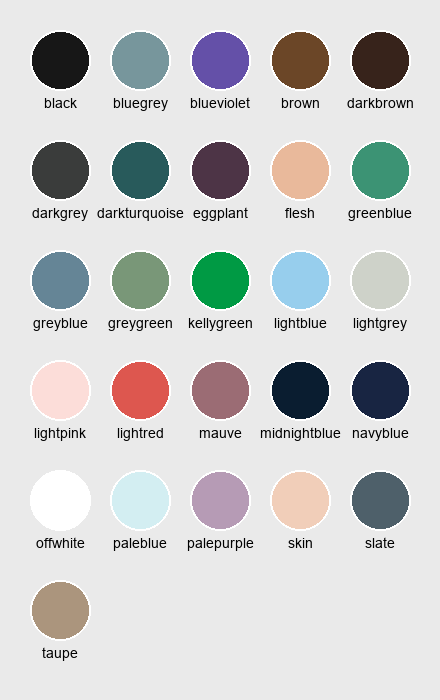 black bluegrey blueviolet brown darkbrown
darkgrey darkturquoise eggplant flesh greenblue
greyblue greygreen kellygreen lightblue lightgrey
lightpink lightred mauve midnightblue navyblue
offwhite paleblue palepurple skin slate
taupe